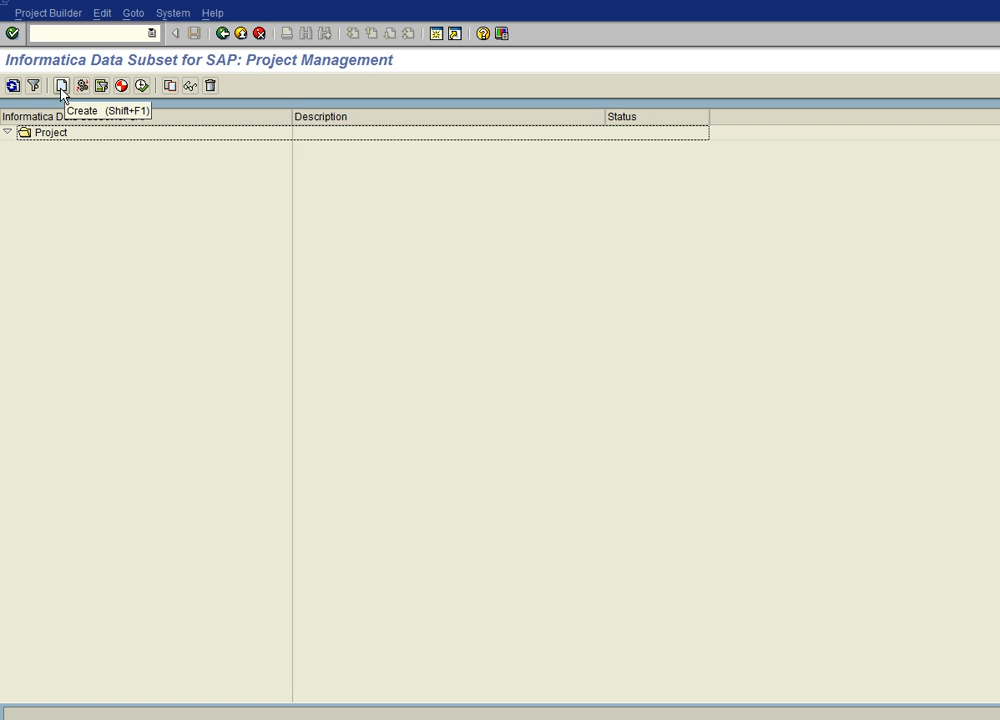 Project Builder Edit Goto System Help
Informatica Data Subset for SAP: Project Management
Create (Shift+F1)
Informatica Description Status
Project